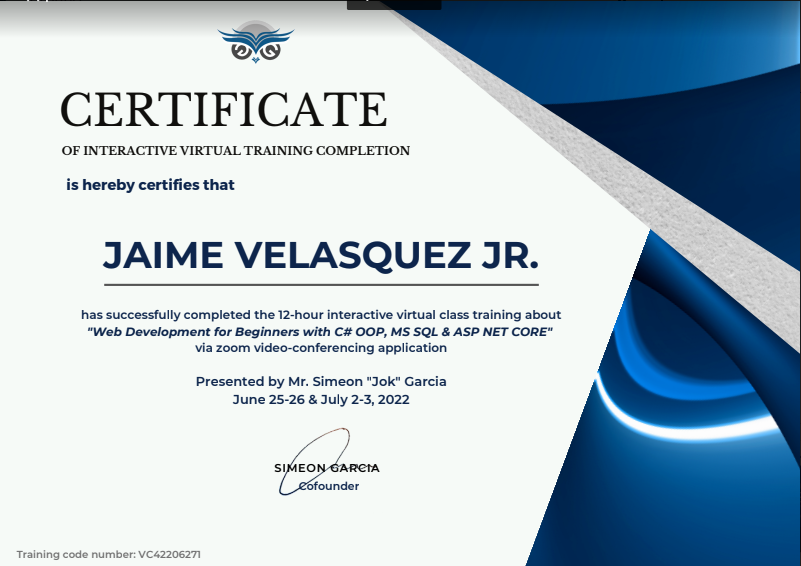 CERTIFICATE
OF INTERACTIVE VIRTUAL TRAINING COMPLETION
is hereby certifies that
JAIME VELASQUEZ JR.
has successfully completed the 12-hour interactive virtual class training about
"Web Development for Beginners with C# OOP, MS SQL & ASP NET CORE"
via zoom video-conferencing application
Presented by Mr. Simeon "Jok" Garcia
June 25-26 & July 2-3, 2022
SIMEON GARCIA
Cofounder
Training code number: VC42206271